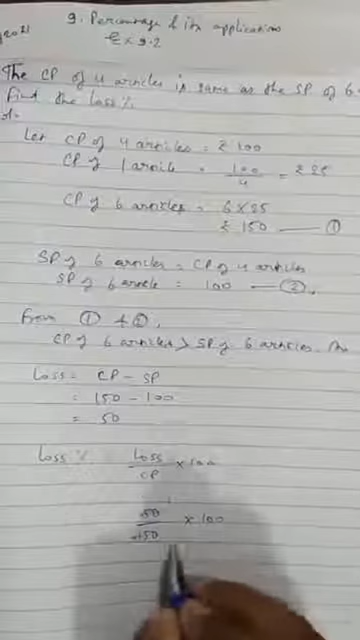 9. Percentage & its application
Ex 9.2
The CP of 4 articles is same as the SP of 6
Find the loss %
Let CP of 4 articles = ₹ 100
CP of 1 article = 100/4 = ₹ 25
CP of 6 articles = 6 x 25
₹ 150 — ①
SP of 6 articles = CP of 4 articles
SP of 6 article = 100 — ②
From ① & ②,
CP of 6 articles > SP of 6 articles.
Loss = CP - SP
= 150 - 100
= 50
Loss % Loss/CP x 100
50/150 x 100